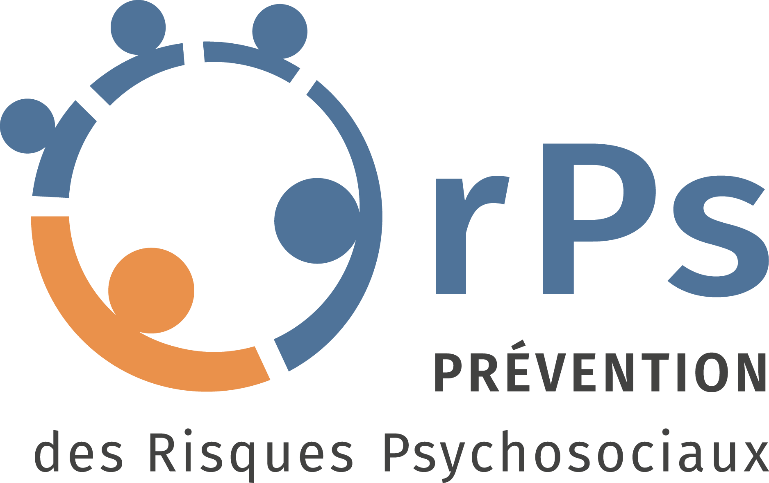 rPs
PRÉVENTION
des Risques Psychosociaux